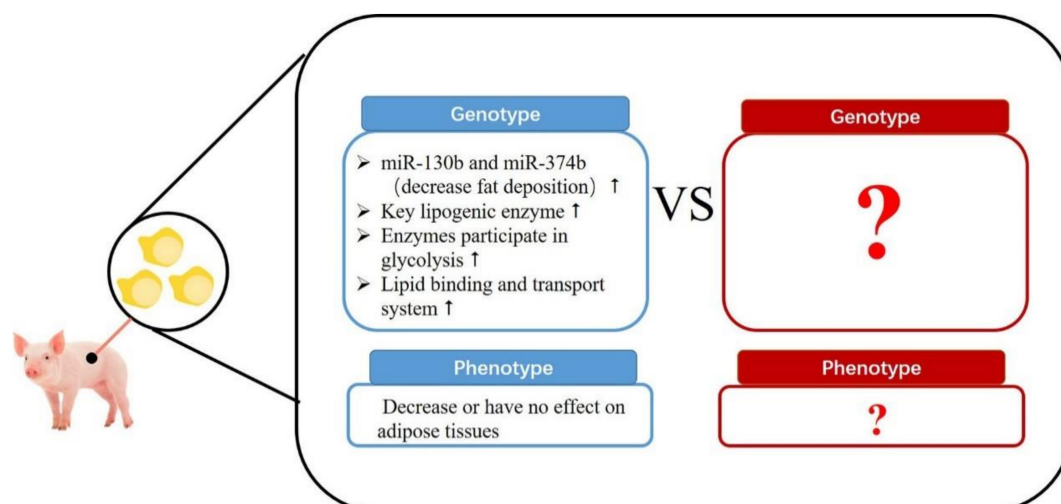 Genotype
➢ miR-130b and miR-374b
(decrease fat deposition) ↑
➢ Key lipogenic enzyme ↑
➢ Enzymes participate in
glycolysis ↑
➢ Lipid binding and transport
system ↑
Phenotype
Decrease or have no effect on
adipose tissues
VS
Genotype
?
Phenotype
?